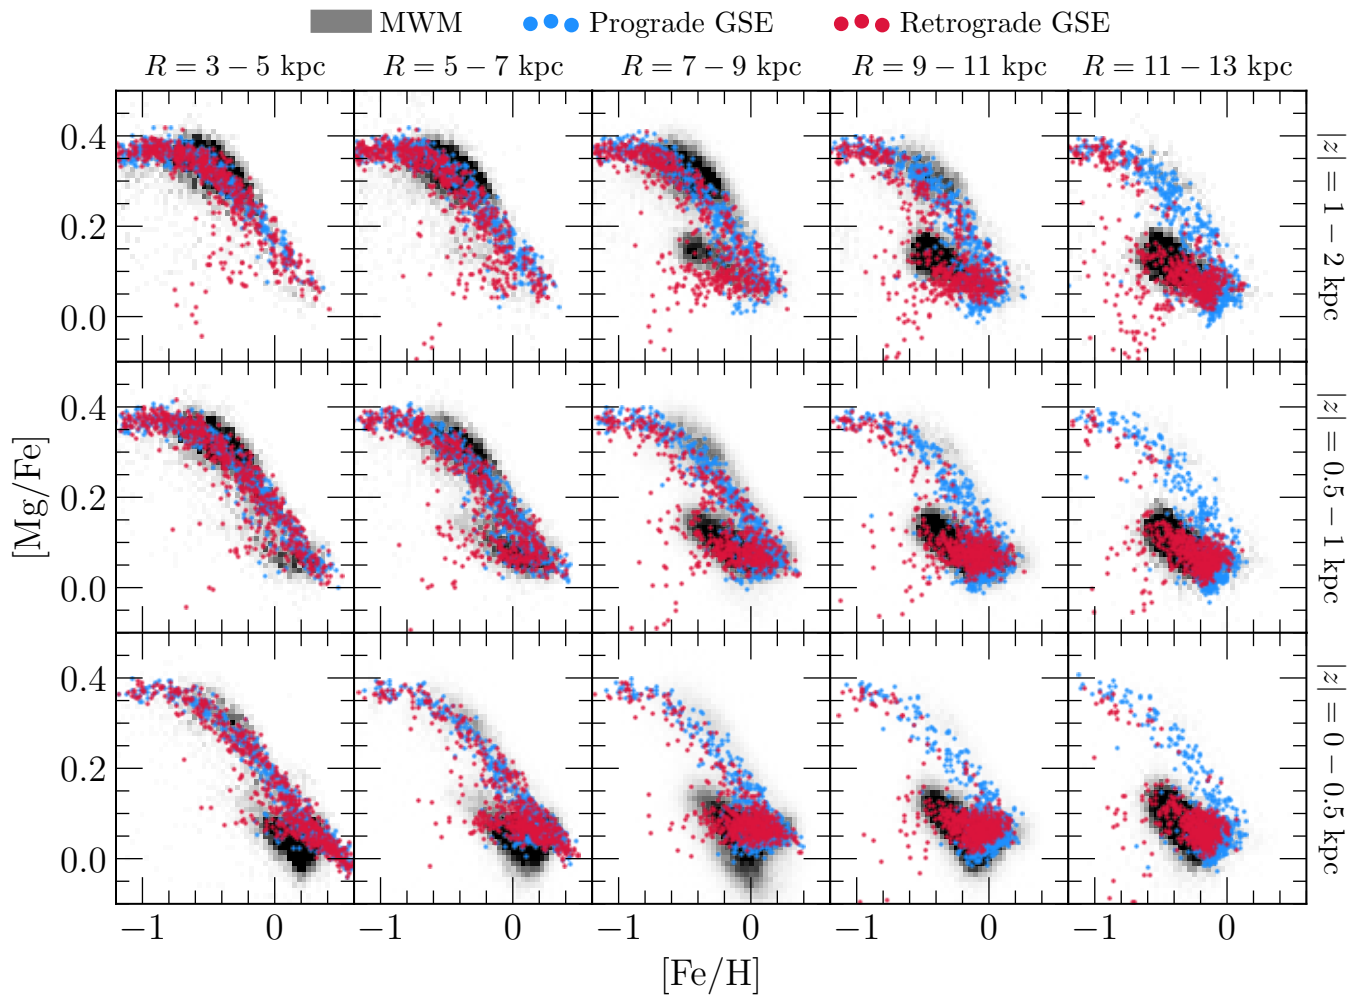 MWM Prograde GSE Retrograde GSE
R = 3 − 5 kpc R = 5 − 7 kpc R = 7 − 9 kpc R = 9 − 11 kpc R = 11 − 13 kpc
0.4
0.2
0.0
|z| = 1 − 2 kpc
0.4
0.2
0.0
|z| = 0.5 − 1 kpc
[Mg/Fe]
0.4
0.2
0.0
|z| = 0 − 0.5 kpc
−1 0 −1 0 −1 0 −1 0 −1 0
[Fe/H]